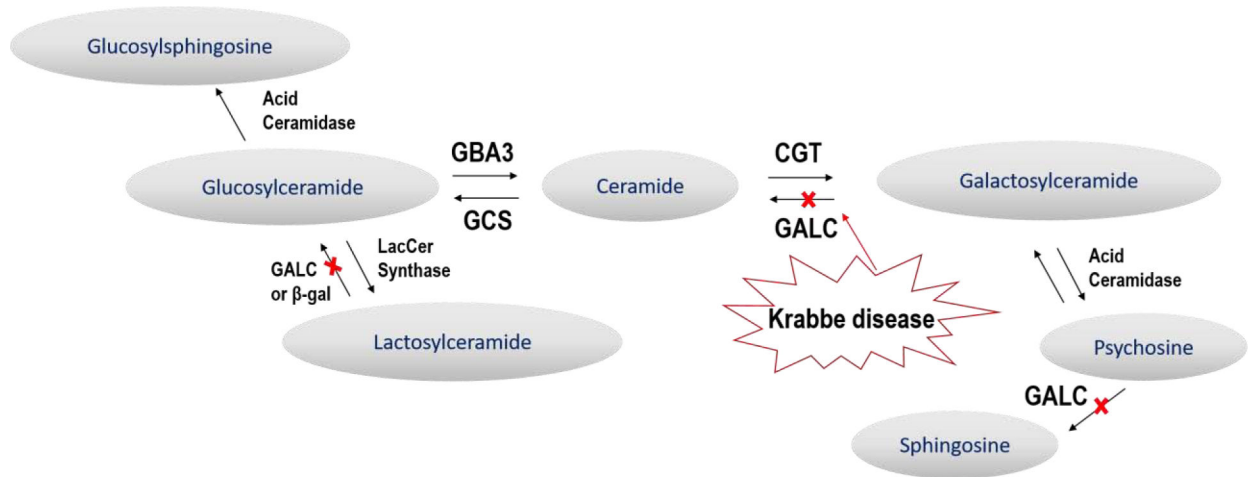 Glucosylsphingosine
Acid
Ceramidase
GBA3
CGT
Glucosylceramide
Ceramide
Galactosylceramide
GCS
GALC
LacCer
Synthase
GALC
or β-gal
Acid
Ceramidase
Krabbe disease
Lactosylceramide
Psychosine
GALC
Sphingosine